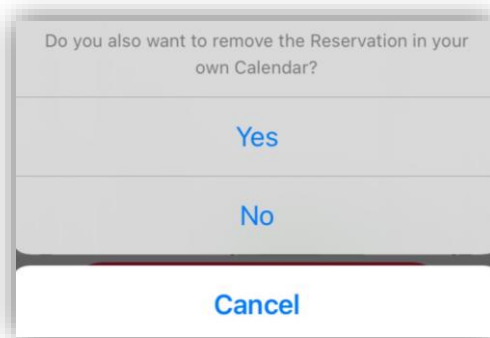 Do you also want to remove the Reservation in your
own Calendar?
Yes
No
Cancel